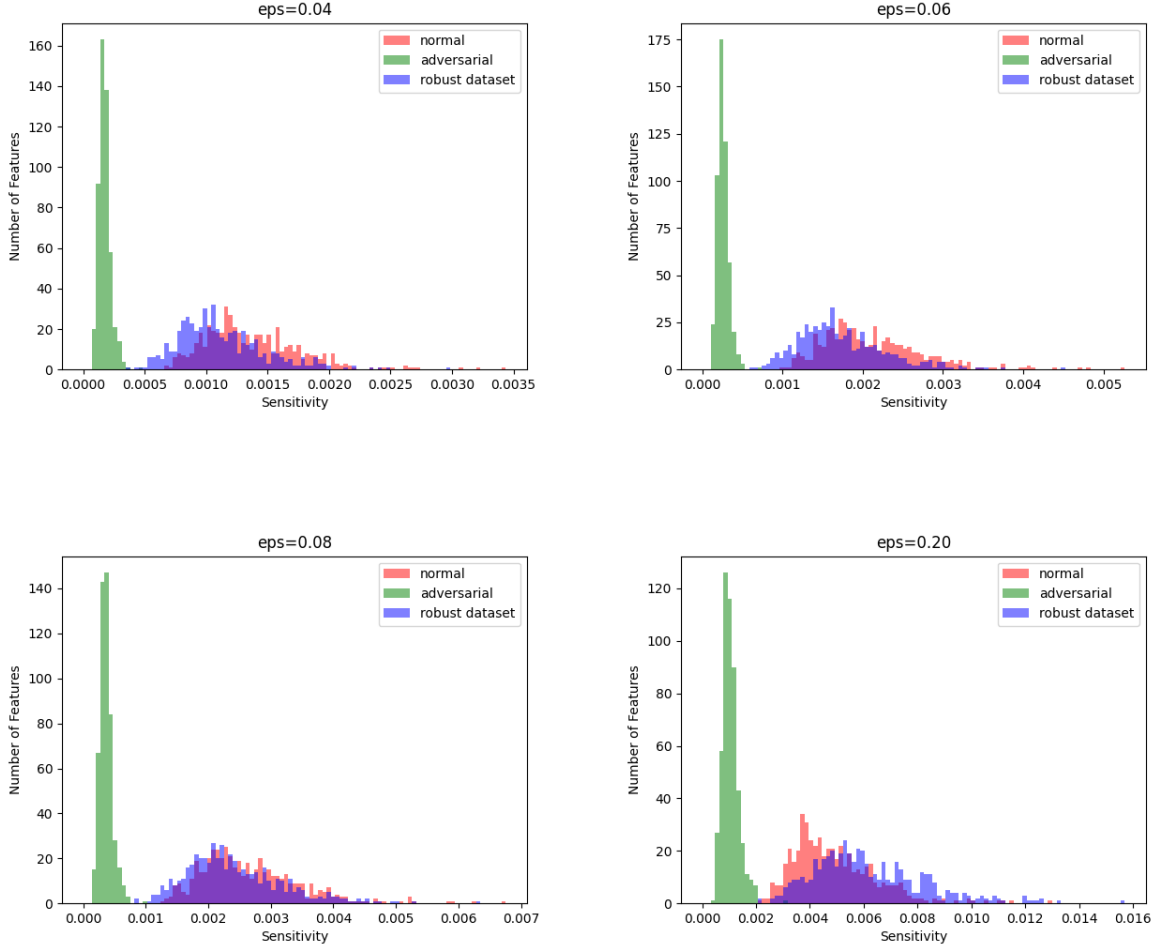 eps=0.04
160
140
120
100
80
60
40
20
0
Number of Features
normal
adversarial
robust dataset
0.0000 0.0005 0.0010 0.0015 0.0020 0.0025 0.0030 0.0035
Sensitivity
eps=0.06
175
150
125
100
75
50
25
0
Number of Features
normal
adversarial
robust dataset
0.000 0.001 0.002 0.003 0.004 0.005
Sensitivity
eps=0.08
140
120
100
80
60
40
20
0
Number of Features
normal
adversarial
robust dataset
0.000 0.001 0.002 0.003 0.004 0.005 0.006 0.007
Sensitivity
eps=0.20
120
100
80
60
40
20
0
Number of Features
normal
adversarial
robust dataset
0.000 0.002 0.004 0.006 0.008 0.010 0.012 0.014 0.016
Sensitivity